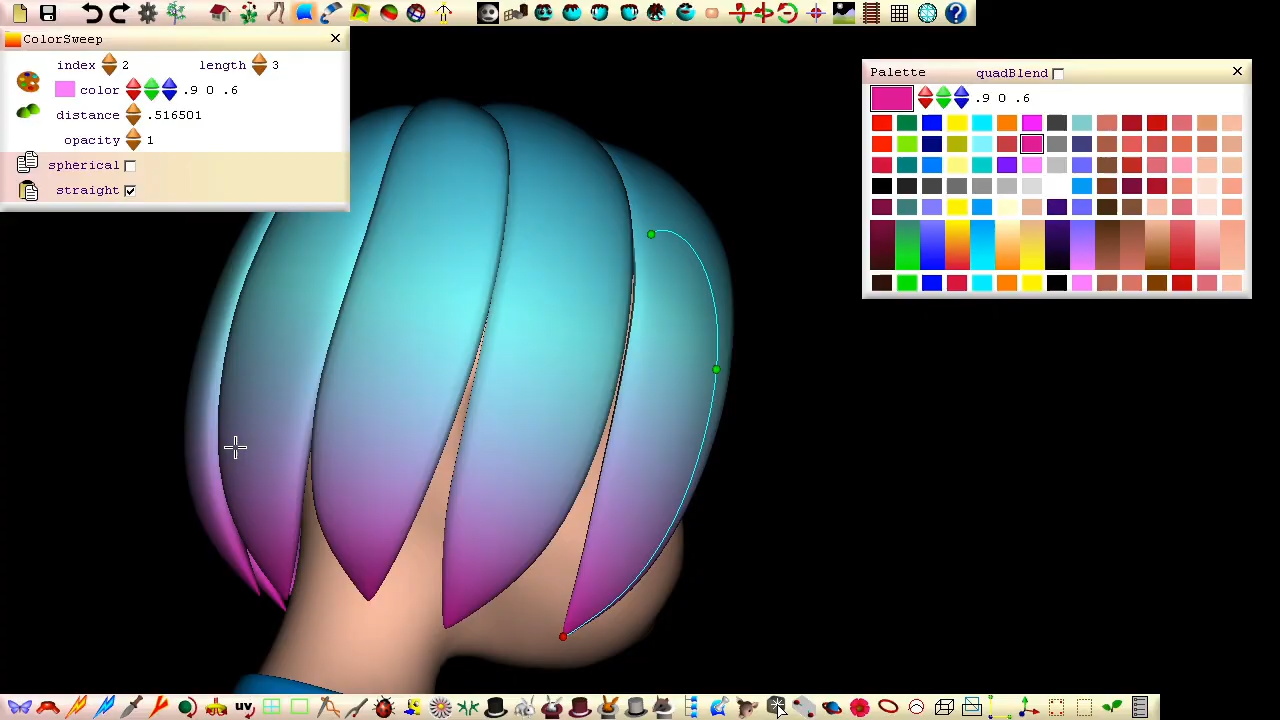 ColorSweep
index 2 length 3
color .9 0 .6
distance .516501
opacity 1
spherical
straight
Palette quadBlend
.9 0 .6
uv